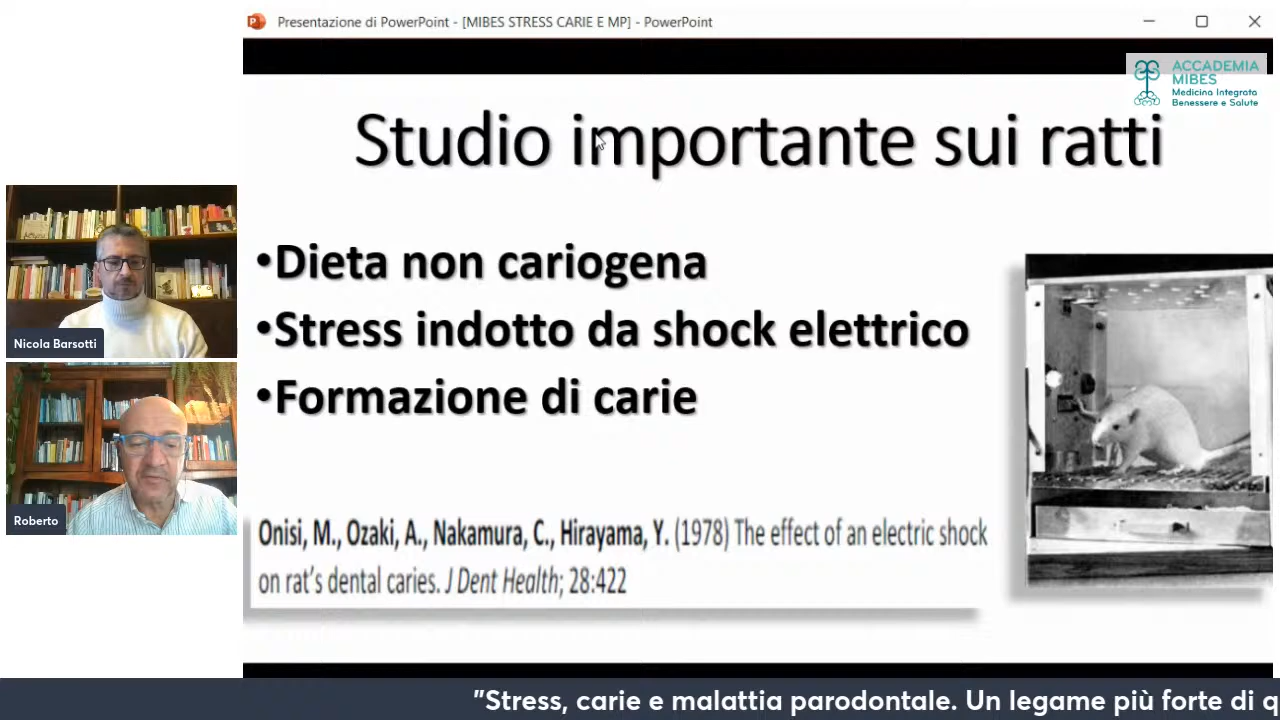 Presentazione di PowerPoint - [MIBES STRESS CARIE E MP] - PowerPoint
ACCADEMIA
MIBES
Medicina Integrata
Benessere e Salute
Studio importante sui ratti
•Dieta non cariogena
•Stress indotto da shock elettrico
•Formazione di carie
Nicola Barsotti
Roberto
Onisi, M., Ozaki, A., Nakamura, C., Hirayama, Y. (1978) The effect of an electric shock
on rat's dental caries. J Dent Health; 28:422
"Stress, carie e malattia parodontale. Un legame più forte di q